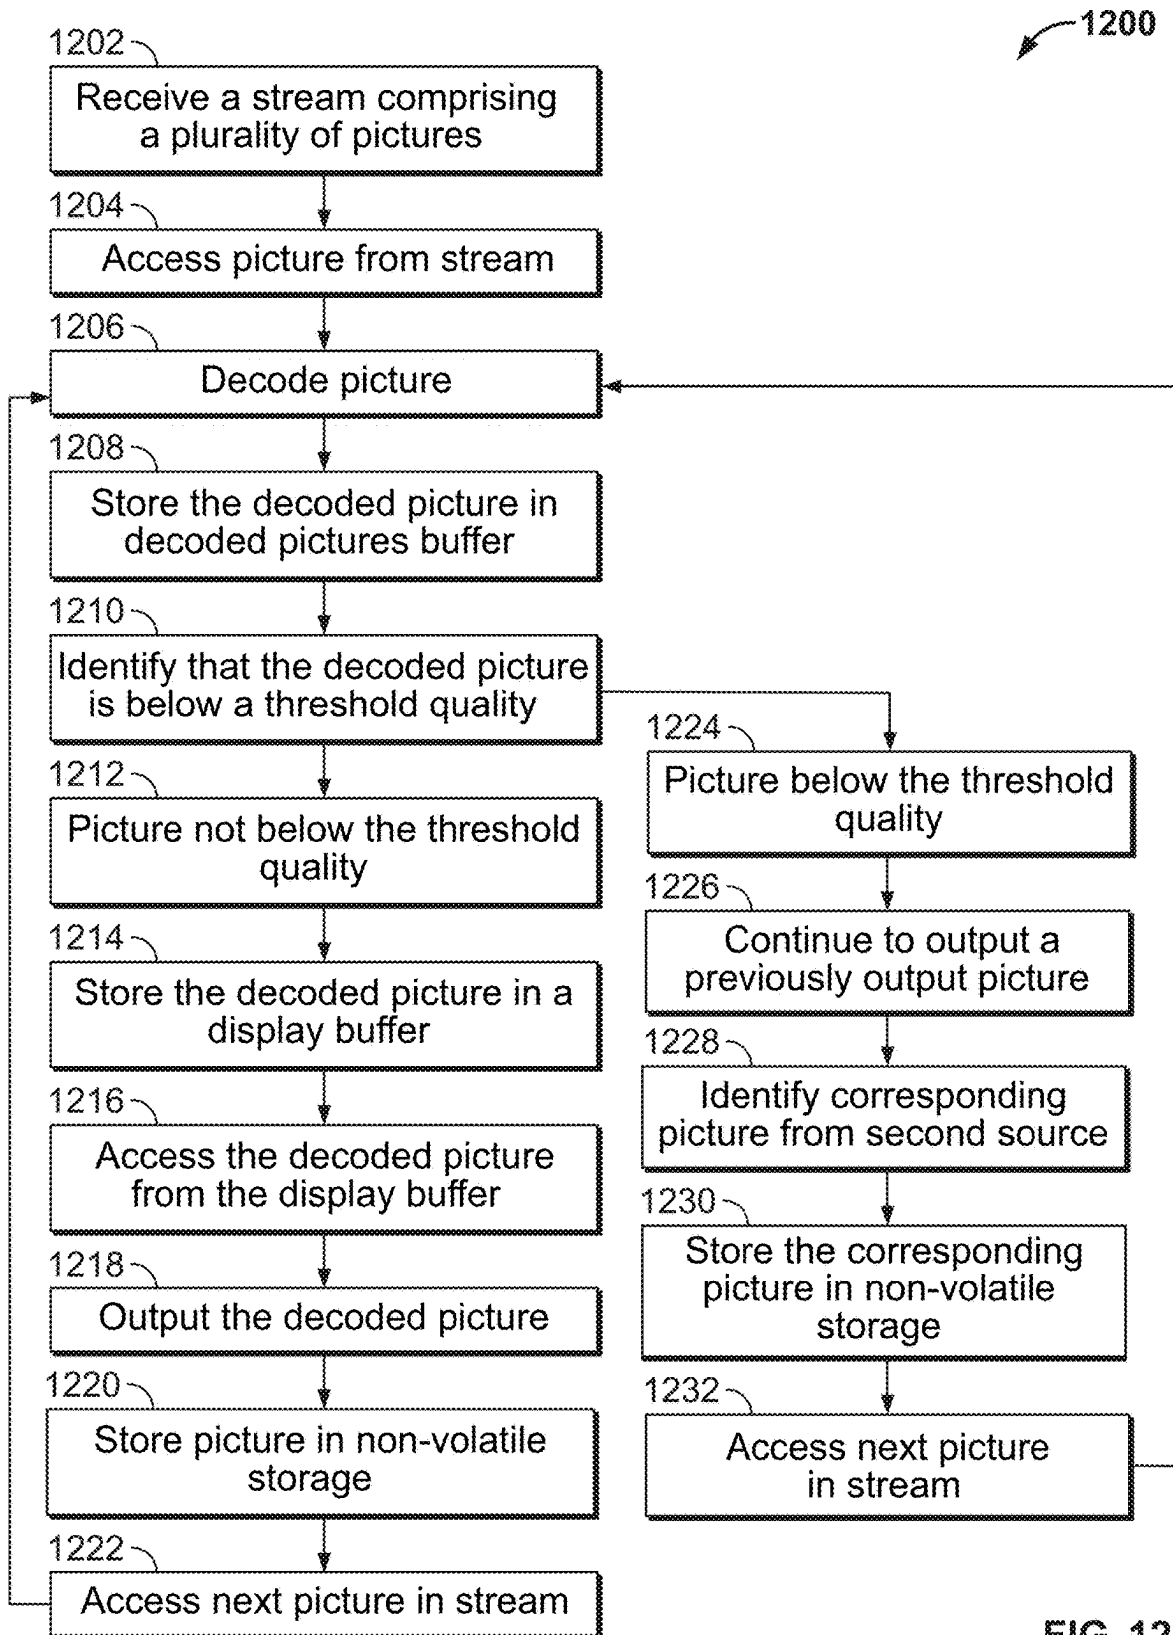 1200
1202
Receive a stream comprising
a plurality of pictures
1204
Access picture from stream
1206
Decode picture
1208
Store the decoded picture in
decoded pictures buffer
1210
Identify that the decoded picture
is below a threshold quality
1212
Picture not below the threshold
quality
1214
Store the decoded picture in a
display buffer
1216
Access the decoded picture
from the display buffer
1218
Output the decoded picture
1220
Store picture in non-volatile
storage
1222
Access next picture in stream
1224
Picture below the threshold
quality
1226
Continue to output a
previously output picture
1228
Identify corresponding
picture from second source
1230
Store the corresponding
picture in non-volatile
storage
1232
Access next picture
in stream
FIG. 12